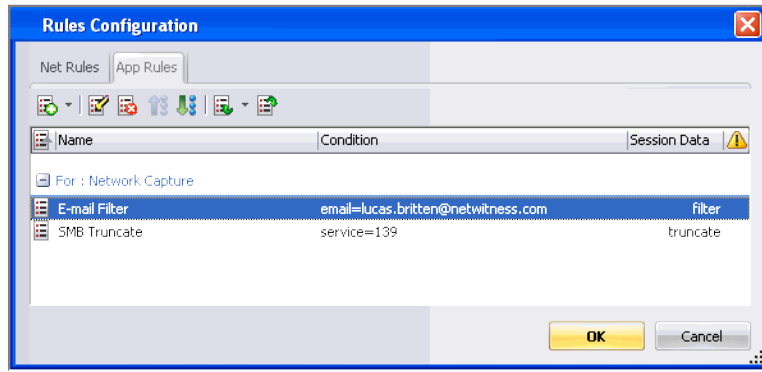 Rules Configuration
Net Rules App Rules
Name Condition Session Data
For : Network Capture
E-mail Filter email=lucas.britten@netwitness.com filter
SMB Truncate service=139 truncate
OK Cancel